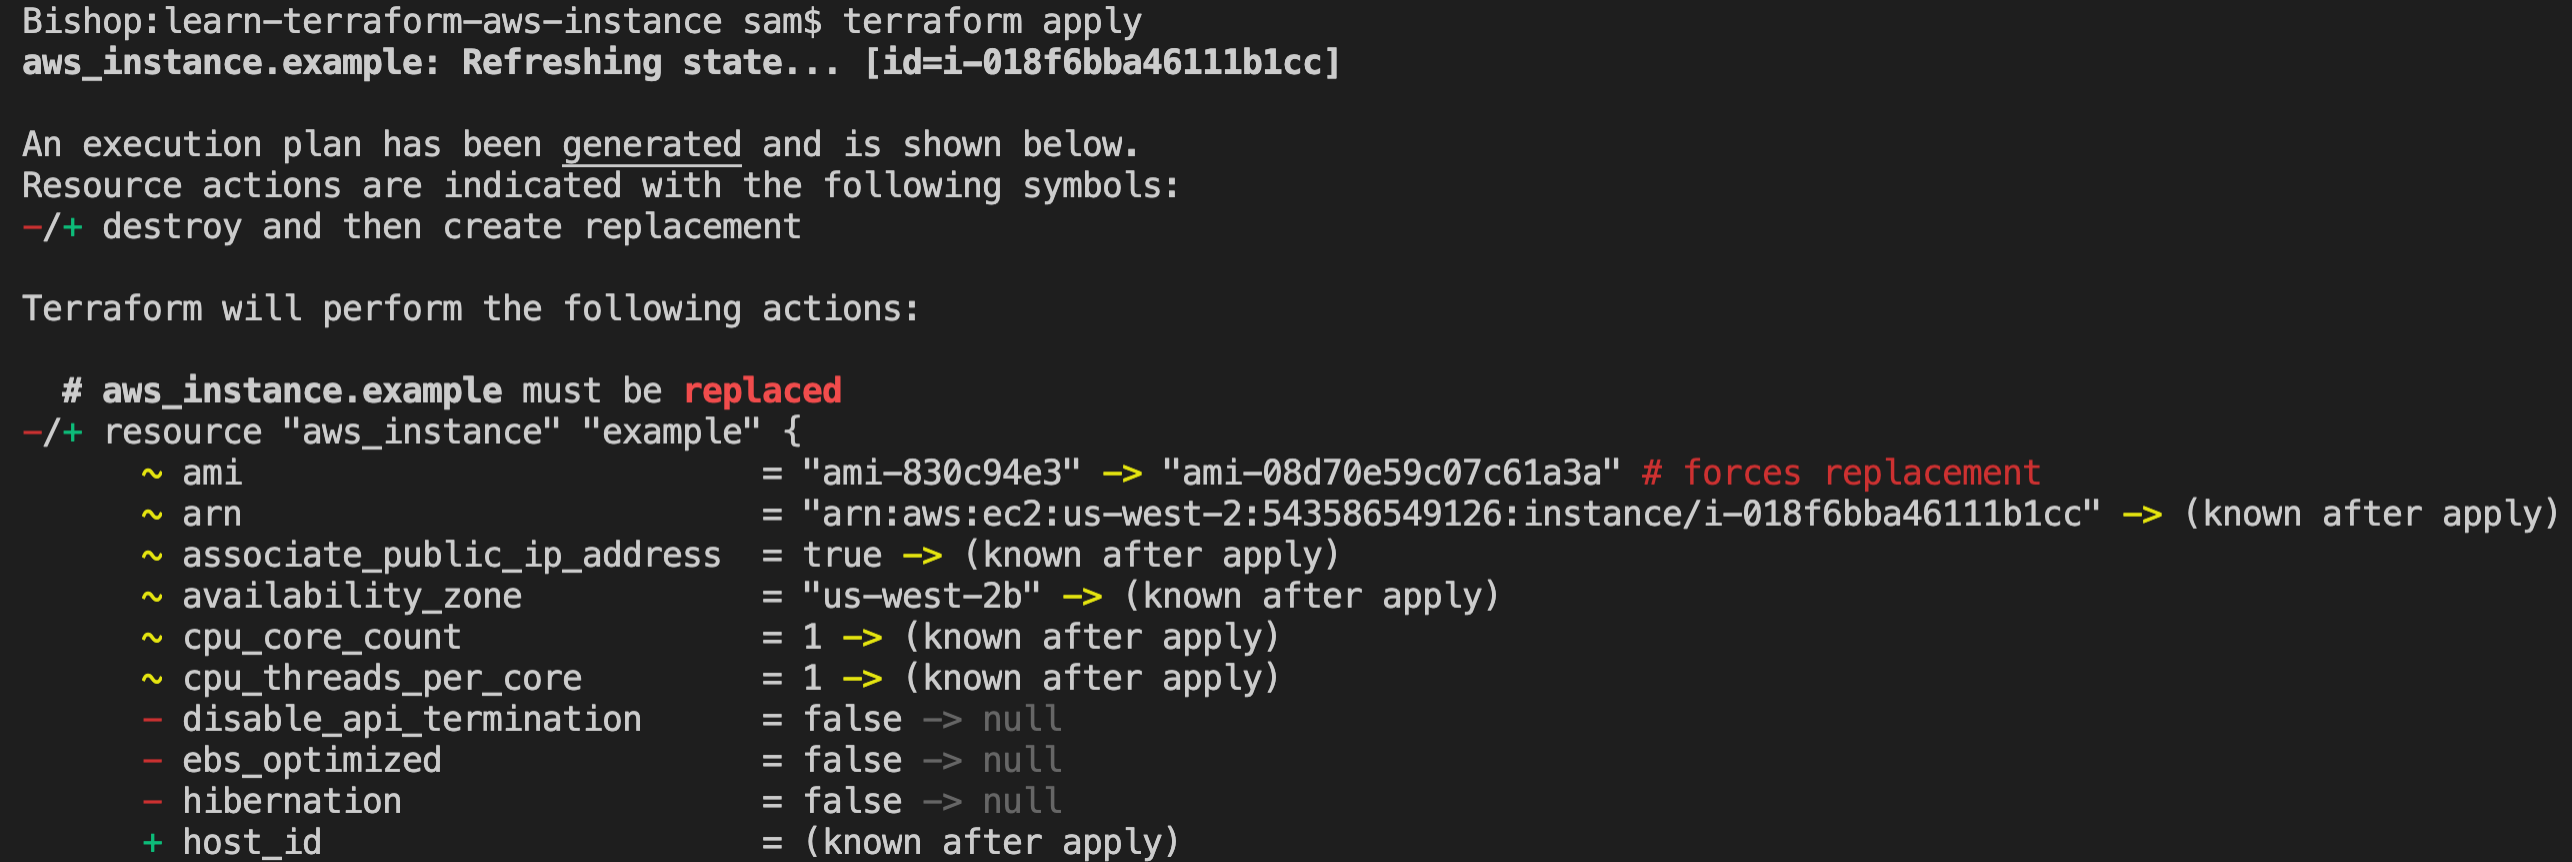 Bishop:learn-terraform-aws-instance sam$ terraform apply
aws_instance.example: Refreshing state... [id=i-018f6bba46111b1cc]
An execution plan has been generated and is shown below.
Resource actions are indicated with the following symbols:
-/+ destroy and then create replacement
Terraform will perform the following actions:
# aws_instance.example must be replaced
-/+ resource "aws_instance" "example" {
~ ami = "ami-830c94e3" -> "ami-08d70e59c07c61a3a" # forces replacement
~ arn = "arn:aws:ec2:us-west-2:543586549126:instance/i-018f6bba46111b1cc" -> (known after apply)
~ associate_public_ip_address = true -> (known after apply)
~ availability_zone = "us-west-2b" -> (known after apply)
~ cpu_core_count = 1 -> (known after apply)
~ cpu_threads_per_core = 1 -> (known after apply)
- disable_api_termination = false -> null
- ebs_optimized = false -> null
- hibernation = false -> null
+ host_id = (known after apply)